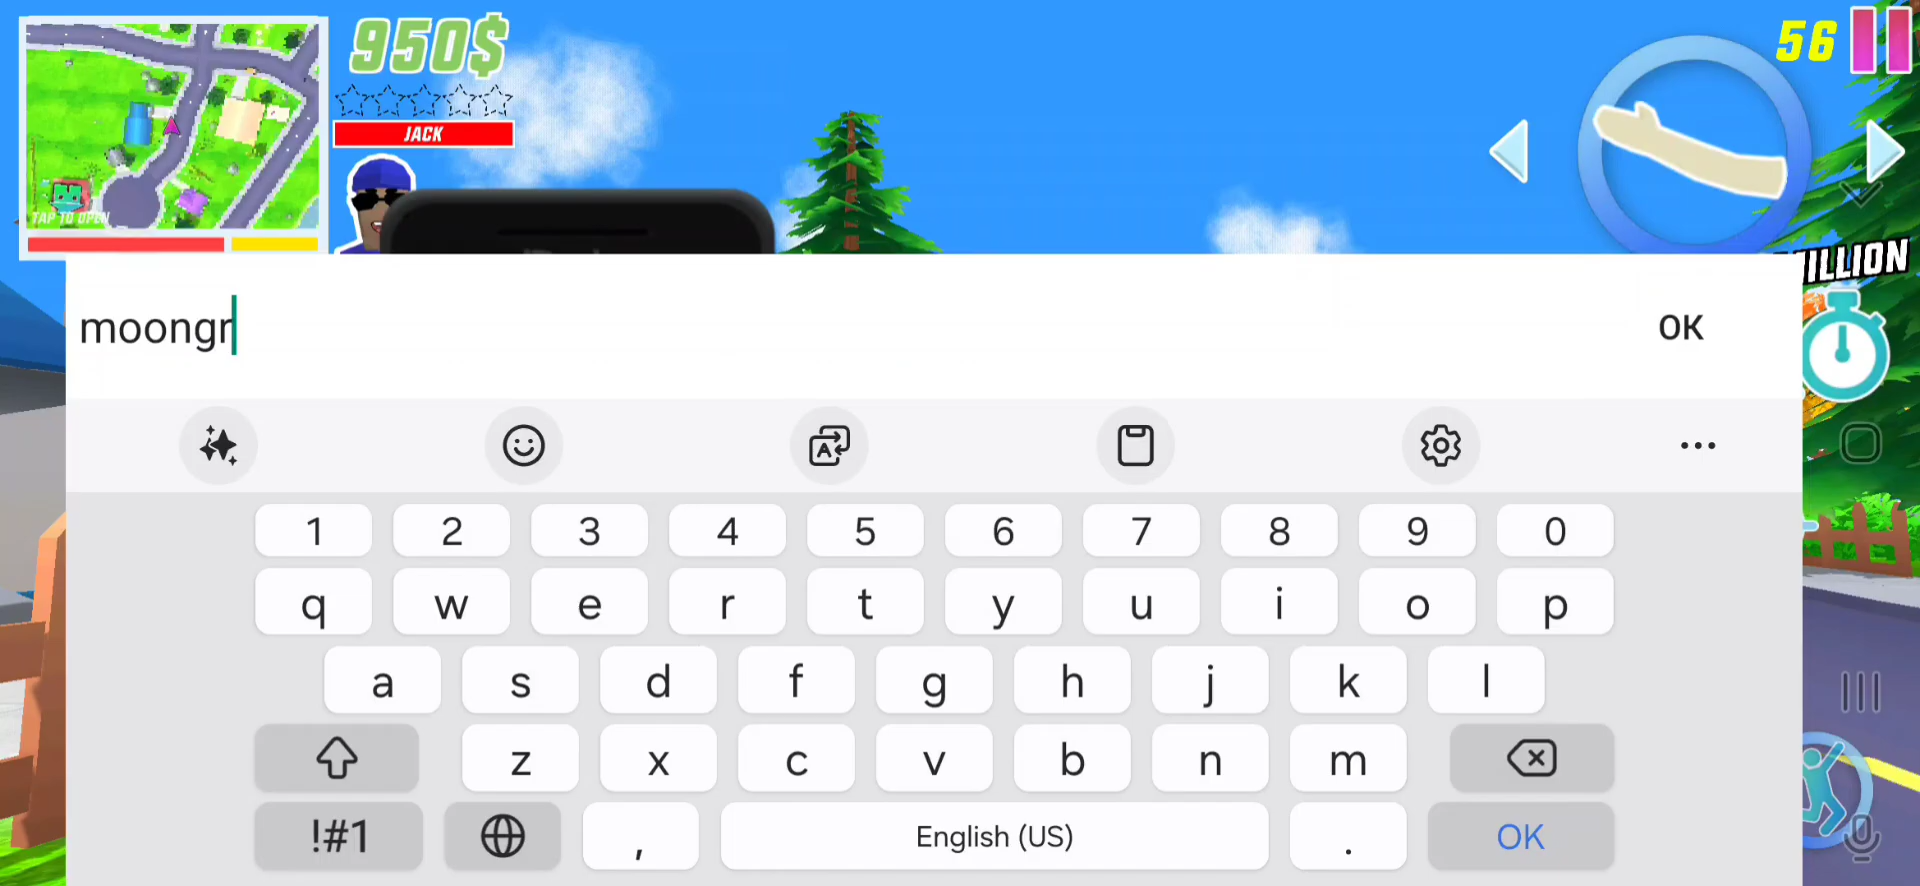 950$
56
JACK
TAP TO OPEN
MILLION
moongr
OK
1 2 3 4 5 6 7 8 9 0
q w e r t y u i o p
a s d f g h j k l
z x c v b n m
!#1 , English (US) . OK